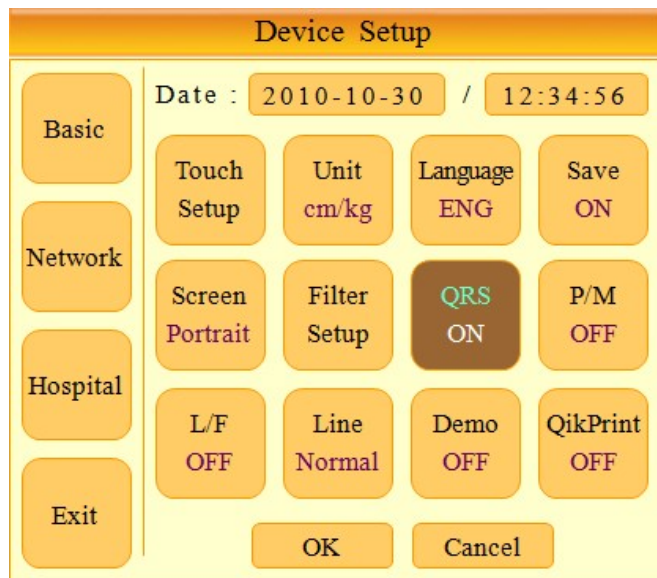 Device Setup
Date : 2010-10-30 / 12:34:56
Basic
Network
Hospital
Exit
Touch
Setup
Unit
cm/kg
Language
ENG
Save
ON
Screen
Portrait
Filter
Setup
QRS
ON
P/M
OFF
L/F
OFF
Line
Normal
Demo
OFF
QikPrint
OFF
OK
Cancel